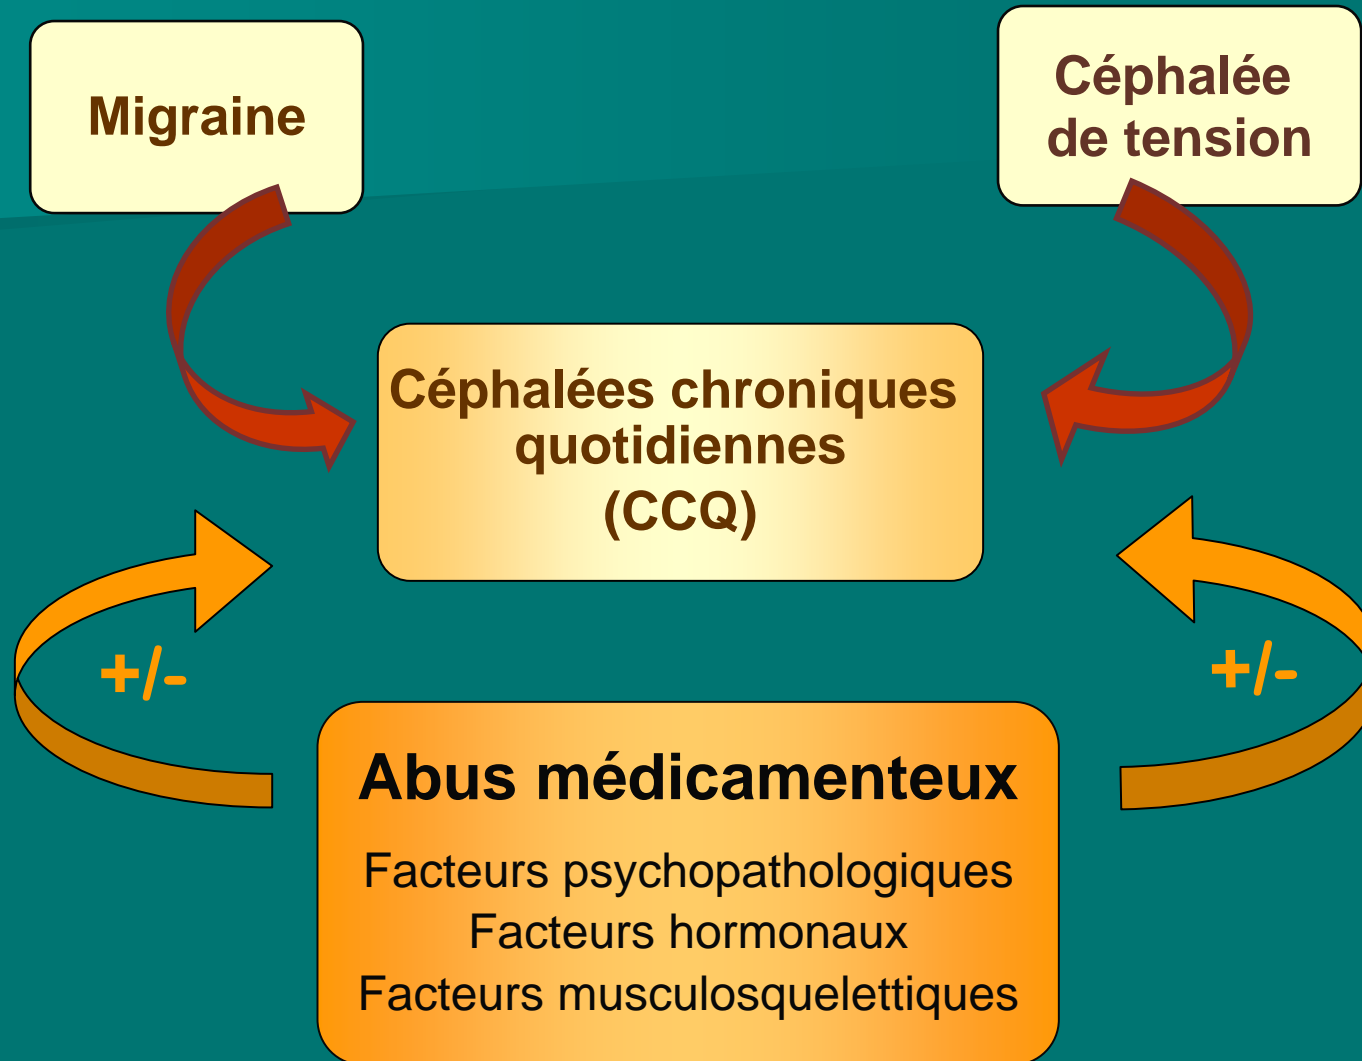 Migraine
Céphalée
de tension
Céphalées chroniques
quotidiennes
(CCQ)
+/-
+/-
Abus médicamenteux
Facteurs psychopathologiques
Facteurs hormonaux
Facteurs musculosquelettiques